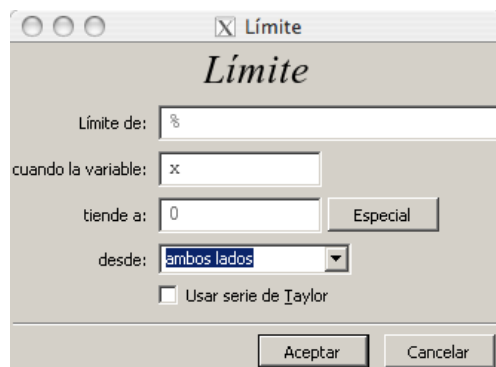 Límite
Límite
Límite de: %
cuando la variable: x
tiende a: 0 Especial
desde: ambos lados
Usar serie de Taylor
Aceptar Cancelar